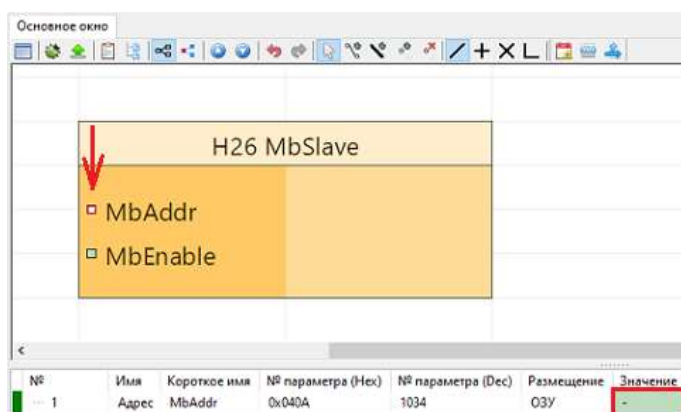 Основное окно
H26 MbSlave
MbAddr
MbEnable
№ Имя Короткое имя № параметра (Hex) № параметра (Dec) Размещение Значение
1 Адрес MbAddr 0x040A 1034 ОЗУ -